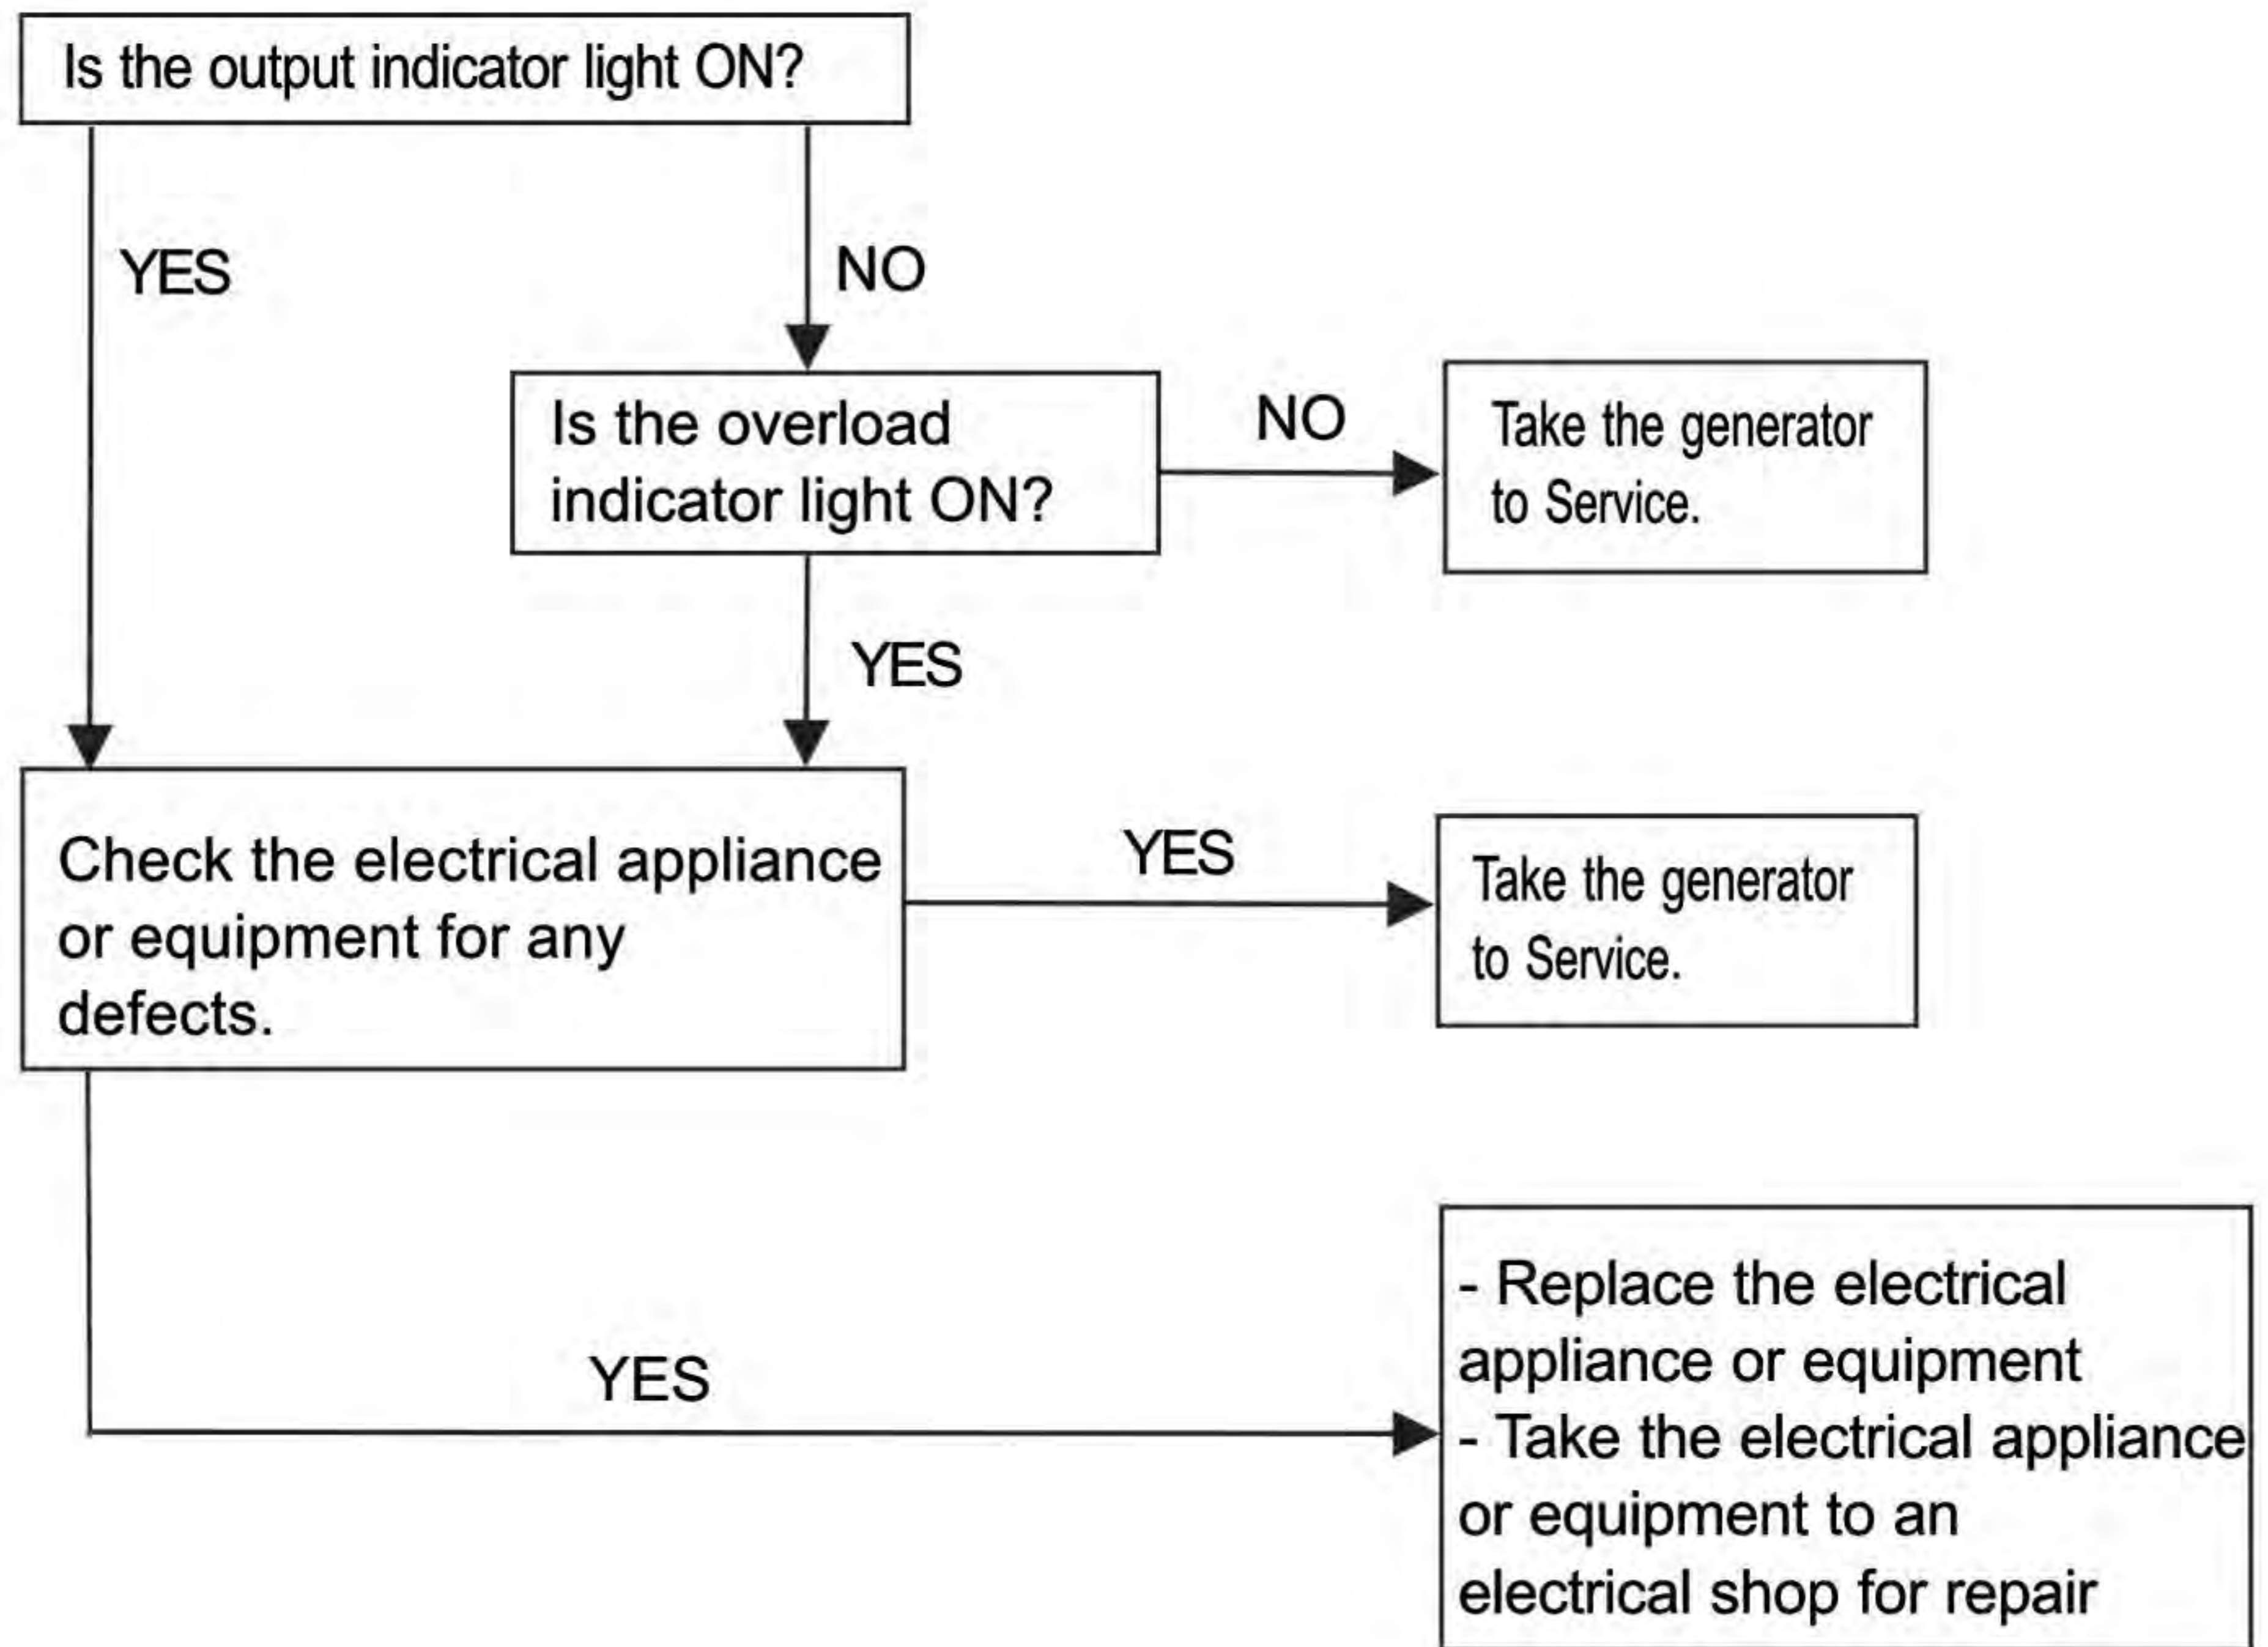 Is the output indicator light ON?
YES
NO
Is the overload
indicator light ON?
NO
Take the generator
to Service.
YES
Check the electrical appliance
or equipment for any
defects.
YES
Take the generator
to Service.
YES
- Replace the electrical
appliance or equipment
- Take the electrical appliance
or equipment to an
electrical shop for repair